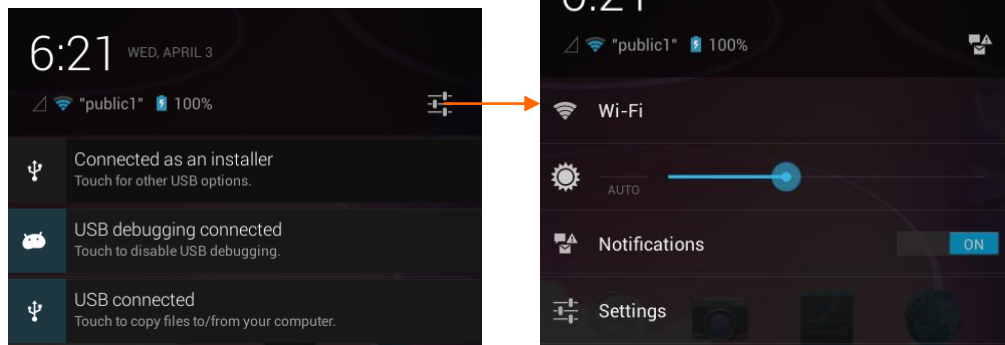 6:21 WED, APRIL 3
"public1" 100%
Connected as an installer
Touch for other USB options.
USB debugging connected
Touch to disable USB debugging.
USB connected
Touch to copy files to/from your computer.
6:21
"public1" 100%
Wi-Fi
AUTO
Notifications ON
Settings